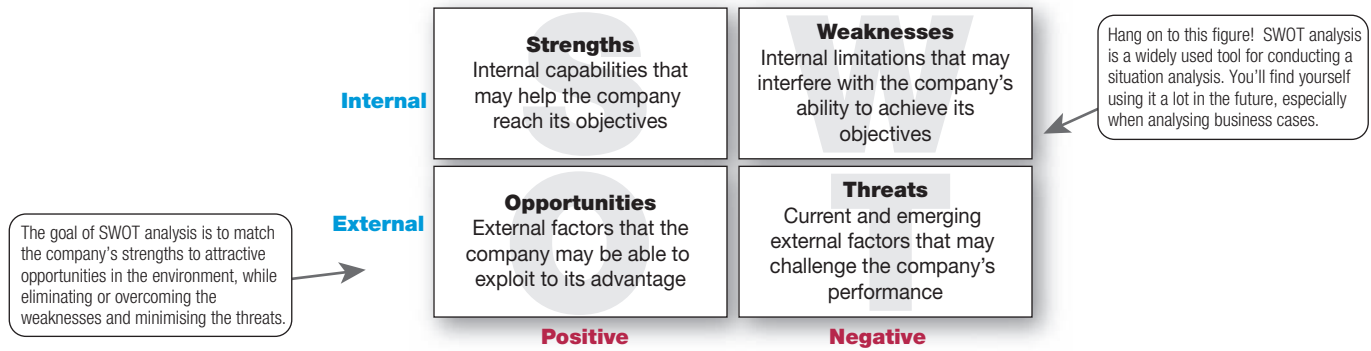 Strengths
Internal capabilities that
may help the company
reach its objectives
Weaknesses
Internal limitations that may
interfere with the company's
ability to achieve its
objectives
Hang on to this figure! SWOT analysis
is a widely used tool for conducting a
situation analysis. You'll find yourself
using it a lot in the future, especially
when analysing business cases.
Internal
S
W
Opportunities
External factors that the
company may be able to
exploit to its advantage
Threats
Current and emerging
external factors that may
challenge the company's
performance
External
O
T
The goal of SWOT analysis is to match
the company's strengths to attractive
opportunities in the environment, while
eliminating or overcoming the
weaknesses and minimising the threats.
Positive
Negative